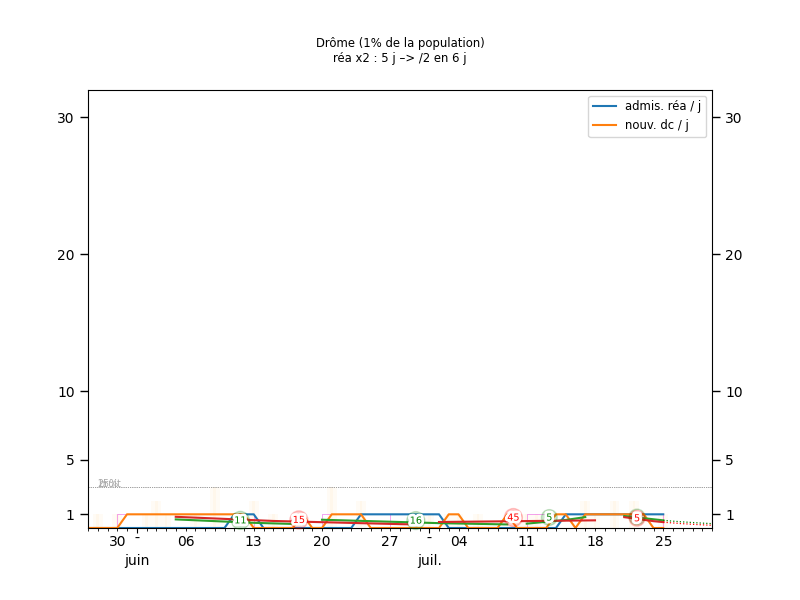 Drôme (1% de la population)
réa x2 : 5 j –> /2 en 6 j
admis. réa / j
nouv. dc / j
30 30
20 20
10 10
5 5
1 1
11 15 16 45 5 5
30 - 06 13 20 27 - 04 11 18 25
juin juil.